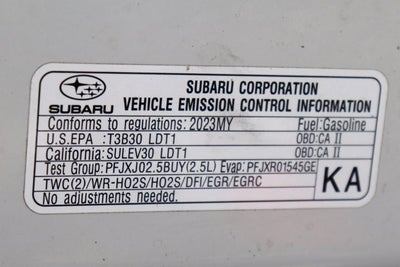 SUBARU CORPORATION
SUBARU VEHICLE EMISSION CONTROL INFORMATION
Conforms to regulations: 2023MY Fuel:Gasoline
U.S.EPA :T3B30 LDT1 OBD:CA II
California: SULEV30 LDT1 OBD:CA II
Test Group:PFJXJ02.5BUY(2.5L) Evap:PFJXR01545GE
TWC(2)/WR-HO2S/HO2S/DFI/EGR/EGRC
No adjustments needed.
KA